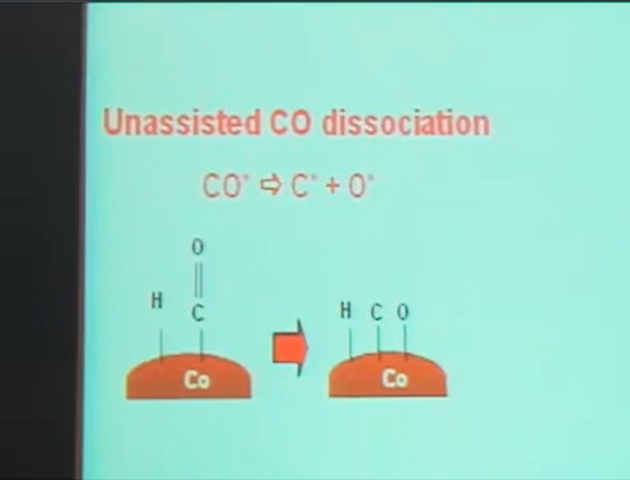 Unassisted CO dissociation
CO* ⇨ C* + O*
O
H
C
H C O
Co
Co